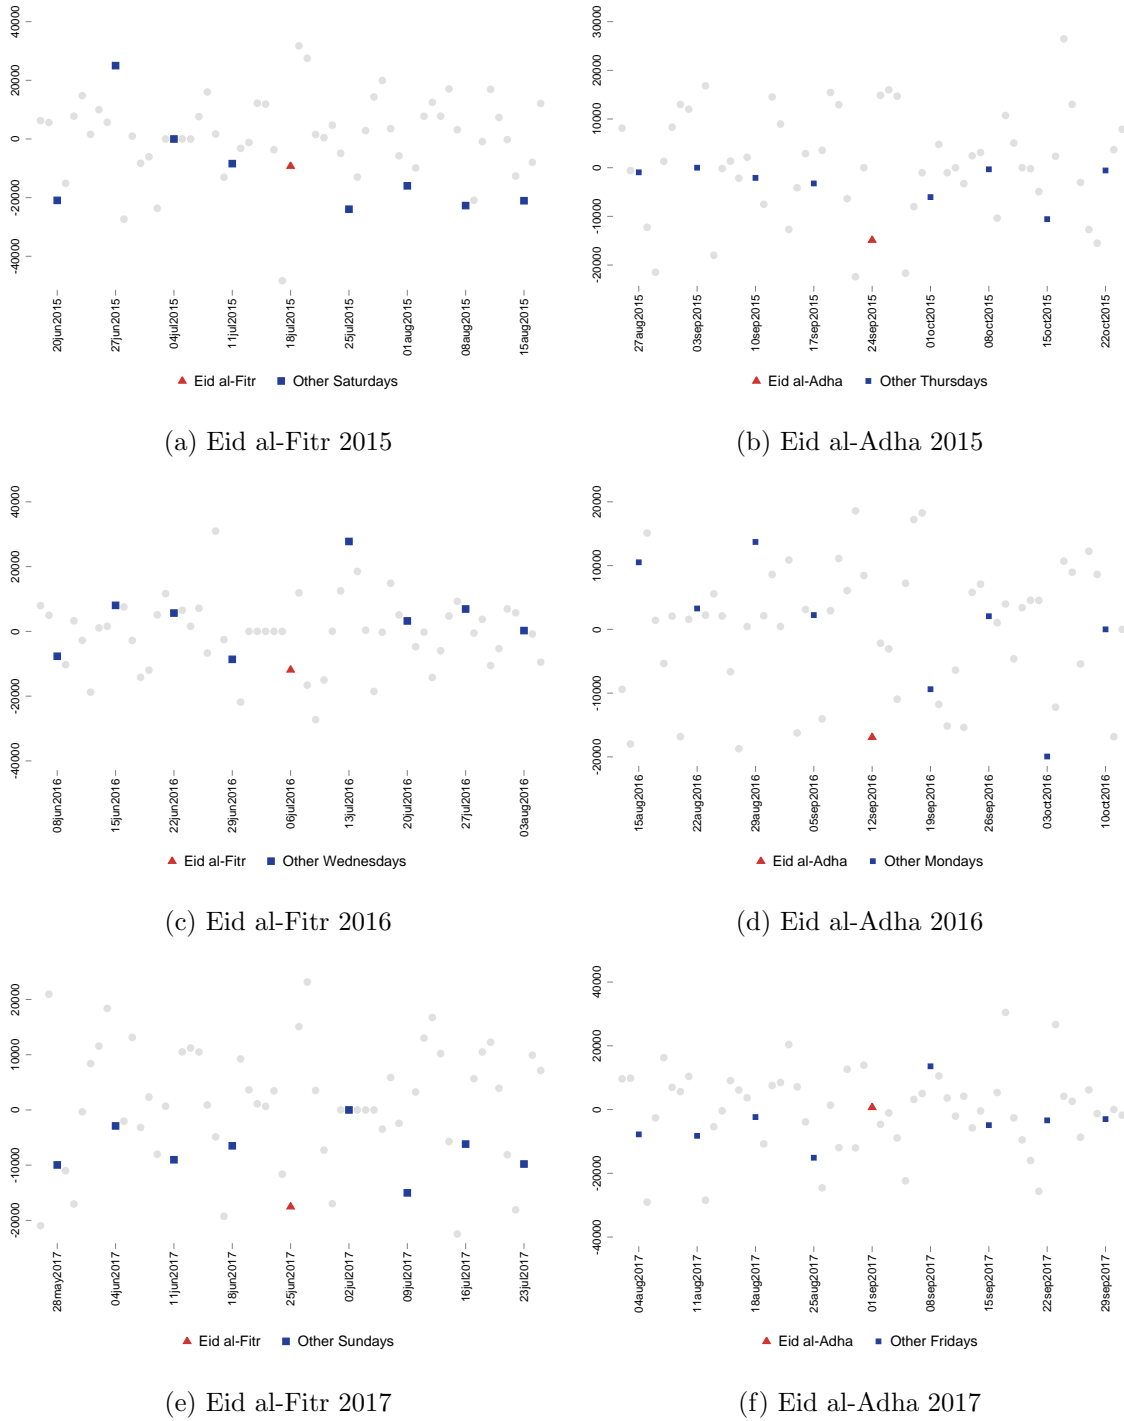 40000
20000
0
-20000
-40000
20jun2015
27jun2015
04jul2015
11jul2015
18jul2015
25jul2015
01aug2015
08aug2015
15aug2015
Eid al-Fitr Other Saturdays
(a) Eid al-Fitr 2015
30000
20000
10000
0
-10000
-20000
27aug2015
03sep2015
10sep2015
17sep2015
24sep2015
01oct2015
08oct2015
15oct2015
22oct2015
Eid al-Adha Other Thursdays
(b) Eid al-Adha 2015
40000
20000
0
-20000
-40000
08jun2016
15jun2016
22jun2016
29jun2016
06jul2016
13jul2016
20jul2016
27jul2016
03aug2016
Eid al-Fitr Other Wednesdays
(c) Eid al-Fitr 2016
20000
10000
0
-10000
-20000
15aug2016
22aug2016
29aug2016
05sep2016
12sep2016
19sep2016
26sep2016
03oct2016
10oct2016
Eid al-Adha Other Mondays
(d) Eid al-Adha 2016
20000
10000
0
-10000
-20000
28may2017
04jun2017
11jun2017
18jun2017
25jun2017
02jul2017
09jul2017
16jul2017
23jul2017
Eid al-Fitr Other Sundays
(e) Eid al-Fitr 2017
40000
20000
0
-20000
-40000
04aug2017
11aug2017
18aug2017
25aug2017
01sep2017
08sep2017
15sep2017
22sep2017
29sep2017
Eid al-Adha Other Fridays
(f) Eid al-Adha 2017